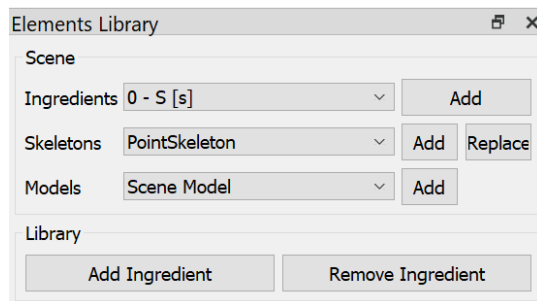 Elements Library
Scene
Ingredients 0 - S [s] Add
Skeletons PointSkeleton Add Replace
Models Scene Model Add
Library
Add Ingredient Remove Ingredient